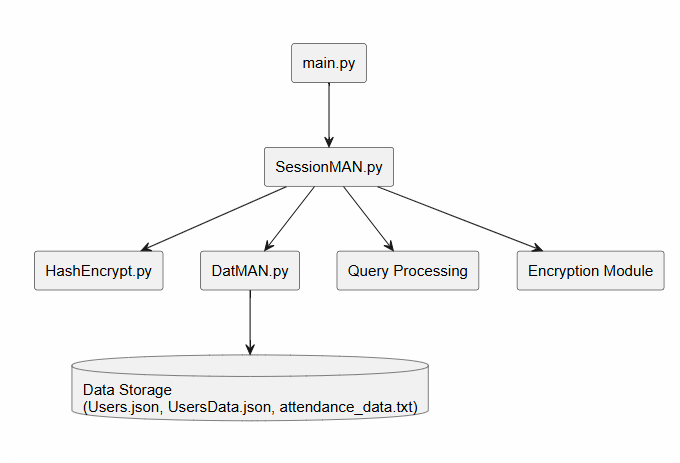 main.py
SessionMAN.py
HashEncrypt.py
DatMAN.py
Query Processing
Encryption Module
Data Storage
(Users.json, UsersData.json, attendance_data.txt)